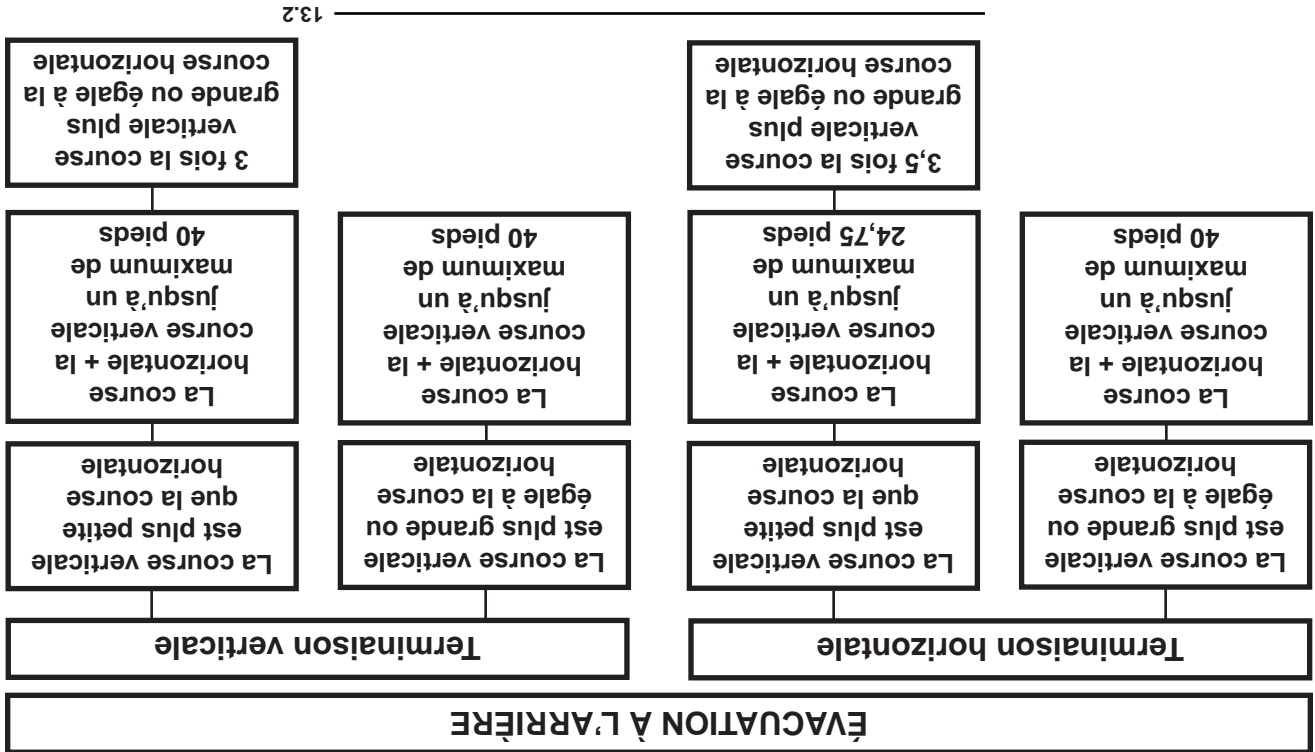 ÉVACUATION À L'ARRIÈRE
Terminaison horizontale
La course verticale
est plus grande ou
égale à la course
horizontale
La course
horizontale + la
course verticale
jusqu'à un
maximum de
40 pieds
La course verticale
est plus petite
que la course
horizontale
La course
horizontale + la
course verticale
jusqu'à un
maximum de
24,75 pieds
3,5 fois la course
verticale plus
grande ou égale à la
course horizontale
Terminaison verticale
La course verticale
est plus grande ou
égale à la course
horizontale
La course
horizontale + la
course verticale
jusqu'à un
maximum de
40 pieds
La course verticale
est plus petite
que la course
horizontale
La course
horizontale + la
course verticale
jusqu'à un
maximum de
40 pieds
3 fois la course
verticale plus
grande ou égale à la
course horizontale
13.2